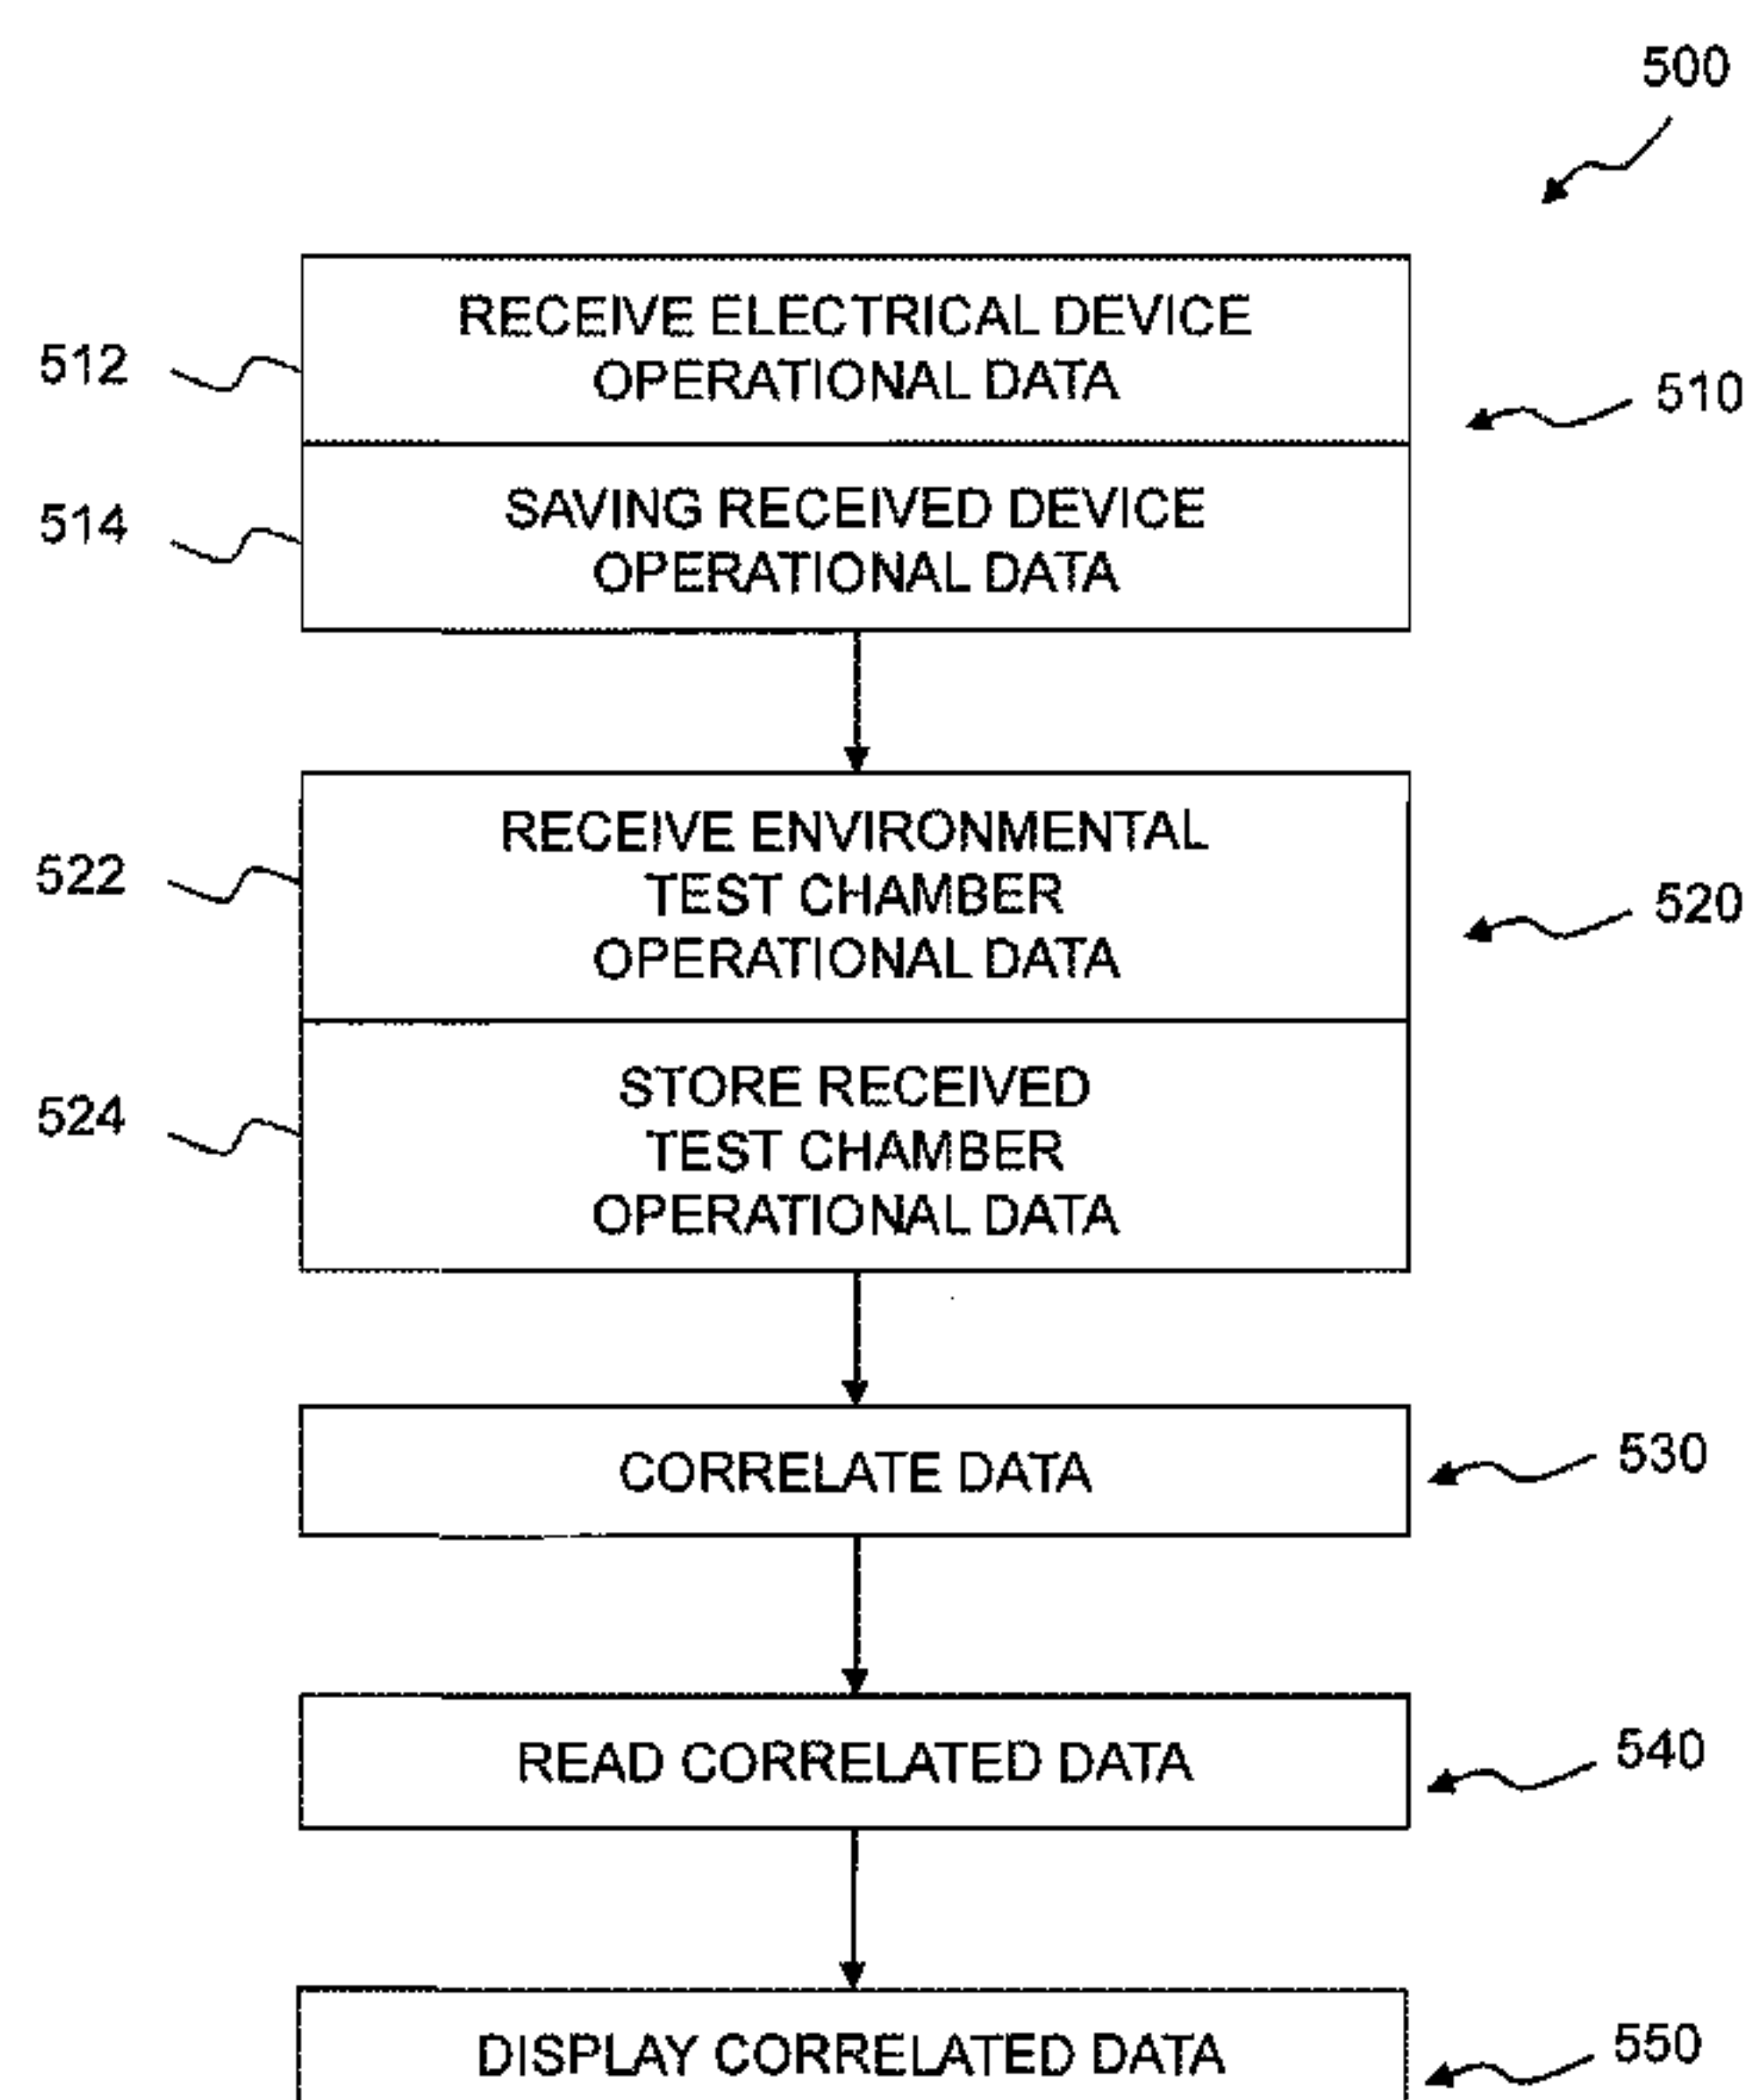 500
RECEIVE ELECTRICAL DEVICE
OPERATIONAL DATA
512
510
SAVING RECEIVED DEVICE
OPERATIONAL DATA
514
RECEIVE ENVIRONMENTAL
TEST CHAMBER
OPERATIONAL DATA
522
520
STORE RECEIVED
TEST CHAMBER
OPERATIONAL DATA
524
CORRELATE DATA
530
READ CORRELATED DATA
540
DISPLAY CORRELATED DATA
550